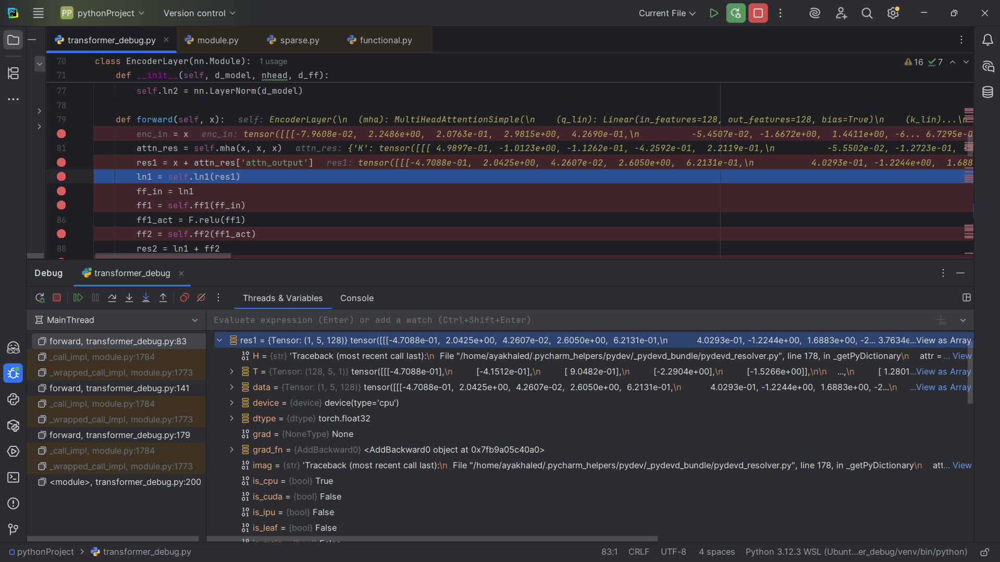 PC
PP pythonProject
Version control
Current File
transformer_debug.py
module.py
sparse.py
functional.py
70 class EncoderLayer(nn.Module): 1 usage
16 7
71 def __init__(self, d_model, nhead, d_ff):
77 self.ln2 = nn.LayerNorm(d_model)
78
79 def forward(self, x): self: EncoderLayer(\n (mha): MultiHeadAttentionSimple(\n (q_lin): Linear(in_features=128, out_features=128, bias=True)\n (k_lin)...\n
enc_in = x enc_in: tensor([[[-7.9608e-02, 2.2486e+00, 2.0763e-01, 2.9815e+00, 4.2690e-01,\n -5.4507e-02, -1.6672e+00, 1.4411e+00, -6... 6.7295e-0
81 attn_res = self.mha(x, x, x) attn_res: {'K': tensor([[[ 4.9897e-01, -1.0123e+00, -1.1262e-01, -4.2592e-01, 2.2119e-01,\n -5.5502e-02, -1.2723e-01,
res1 = x + attn_res['attn_output'] res1: tensor([[[-4.7088e-01, 2.0425e+00, 4.2607e-02, 2.6050e+00, 6.2131e-01,\n 4.0293e-01, -1.2244e+00, 1.688
ln1 = self.ln1(res1)
ff_in = ln1
ff1 = self.ff1(ff_in)
86 ff1_act = F.relu(ff1)
ff2 = self.ff2(ff1_act)
88 res2 = ln1 + ff2
Debug
transformer_debug
Threads & Variables
Console
MainThread
Evaluate expression (Enter) or add a watch (Ctrl+Shift+Enter)
forward, transformer_debug.py:83
_call_impl, module.py:1784
_wrapped_call_impl, module.py:1773
forward, transformer_debug.py:141
_call_impl, module.py:1784
_wrapped_call_impl, module.py:1773
forward, transformer_debug.py:179
_call_impl, module.py:1784
_wrapped_call_impl, module.py:1773
<module>, transformer_debug.py:200
res1 = {Tensor: (1, 5, 128)} tensor([[[-4.7088e-01, 2.0425e+00, 4.2607e-02, 2.6050e+00, 6.2131e-01,\n 4.0293e-01, -1.2244e+00, 1.6883e+00, -2... 3.7634e...View as Array
H = {str} 'Traceback (most recent call last):\n File "/home/ayakhaled/.pycharm_helpers/pydev/_pydevd_bundle/pydevd_resolver.py", line 178, in _getPyDictionary\n attr =... View
T = {Tensor: (128, 5, 1)} tensor([[[-4.7088e-01],\n [-4.1512e-01],\n [ 9.0482e-01],\n [-2.2904e+00],\n [-1.5266e+00]],\n\n ...,\n [ 1.2801...View as Array
data = {Tensor: (1, 5, 128)} tensor([[[-4.7088e-01, 2.0425e+00, 4.2607e-02, 2.6050e+00, 6.2131e-01,\n 4.0293e-01, -1.2244e+00, 1.6883e+00, -2...\n ...View as Array
device = {device} device(type='cpu')
dtype = {dtype} torch.float32
grad = {NoneType} None
grad_fn = {AddBackward0} <AddBackward0 object at 0x7fb9a05c40a0>
imag = {str} 'Traceback (most recent call last):\n File "/home/ayakhaled/.pycharm_helpers/pydev/_pydevd_bundle/pydevd_resolver.py", line 178, in _getPyDictionary\n att... View
is_cpu = {bool} True
is_cuda = {bool} False
is_ipu = {bool} False
is_leaf = {bool} False
pythonProject > transformer_debug.py
83:1 CRLF UTF-8 4 spaces Python 3.12.3 WSL (Ubunt...er_debug/venv/bin/python)